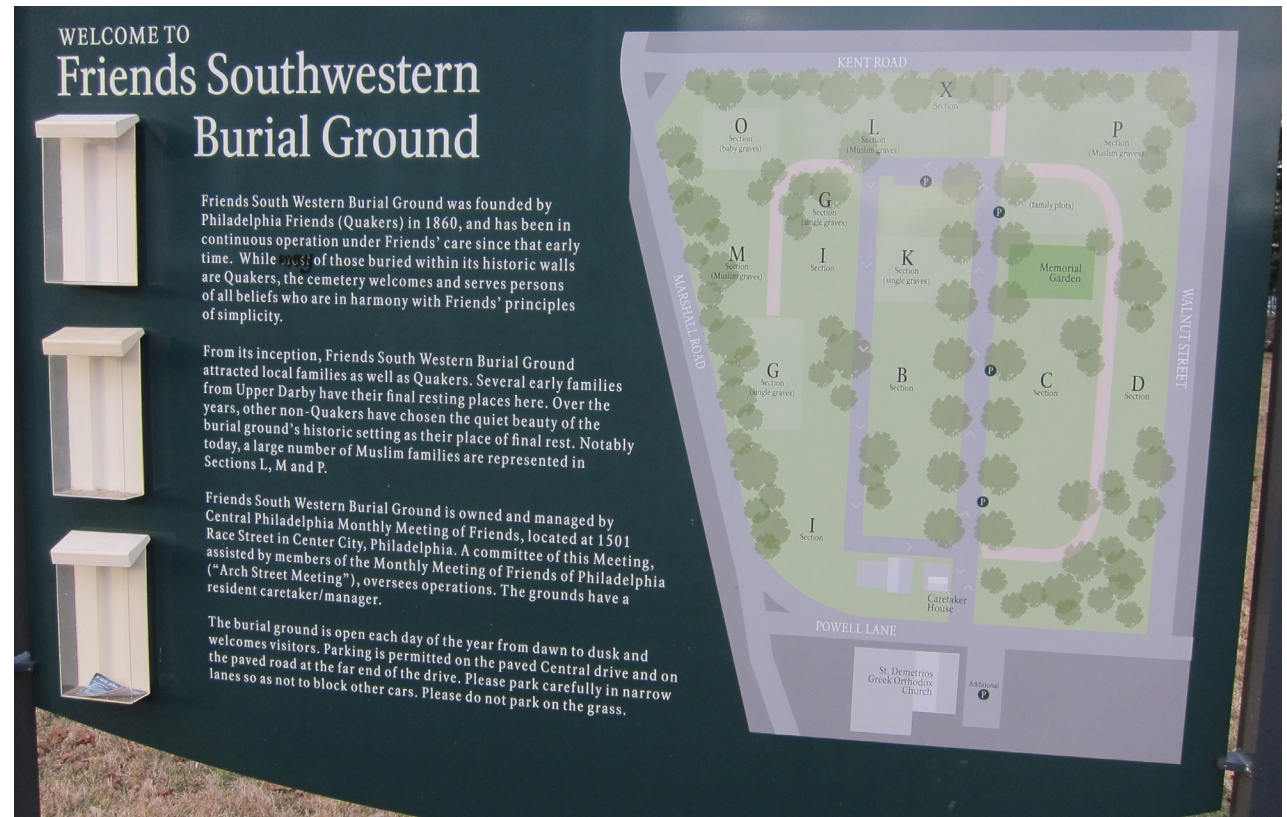 WELCOME TO
Friends Southwestern
Burial Ground
Friends South Western Burial Ground was founded by
Philadelphia Friends (Quakers) in 1860, and has been in
continuous operation under Friends' care since that early
time. While of those buried within its historic walls
are Quakers, the cemetery welcomes and serves persons
of all beliefs who are in harmony with Friends' principles
of simplicity.
From its inception, Friends South Western Burial Ground
attracted local families as well as Quakers. Several early families
from Upper Darby have their final resting places here. Over the
years, other non-Quakers have chosen the quiet beauty of the
burial ground's historic setting as their place of final rest. Notably
today, a large number of Muslim families are represented in
Sections L, M and P.
Friends South Western Burial Ground is owned and managed by
Central Philadelphia Monthly Meeting of Friends, located at 1501
Race Street in Center City, Philadelphia. A committee of this Meeting,
assisted by members of the Monthly Meeting of Friends of Philadelphia
("Arch Street Meeting"), oversees operations. The grounds have a
resident caretaker/manager.
The burial ground is open each day of the year from dawn to dusk and
welcomes visitors. Parking is permitted on the paved Central drive and on
the paved road at the far end of the drive. Please park carefully in narrow
lanes so as not to block other cars. Please do not park on the grass.
KENT ROAD
X
Section
O
Section
(baby graves)
L
Section
(Muslim graves)
P
Section
(Muslim graves)
P
G
Section
(single graves)
P
(family plots)
M
Section
(Muslim graves)
I
Section
K
Section
(single graves)
Memorial
Garden
MARSHALL ROAD
WALNUT STREET
G
Section
(single graves)
B
Section
P
C
Section
D
Section
P
I
Section
Caretaker
House
POWELL LANE
St. Demetrios
Greek Orthodox
Church
Additional
P